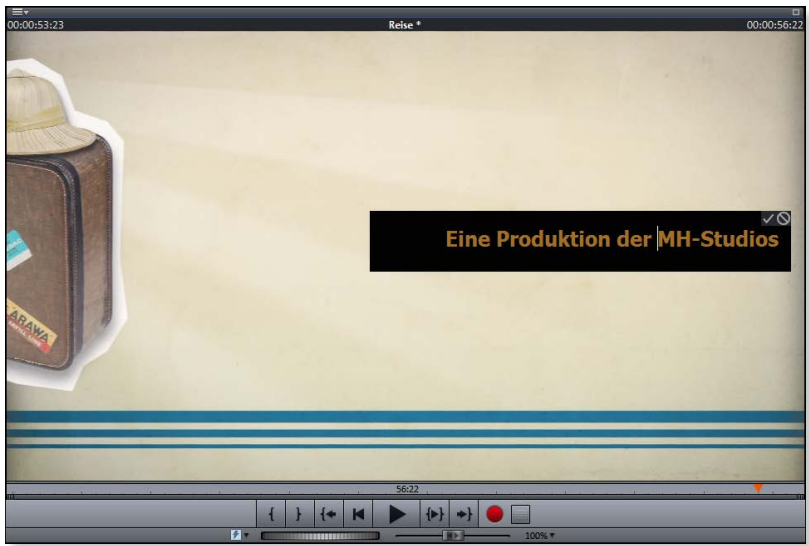 00:00:53:23 Reise * 00:00:56:22
Eine Produktion der MH-Studios
ARAWA
56:22
100%